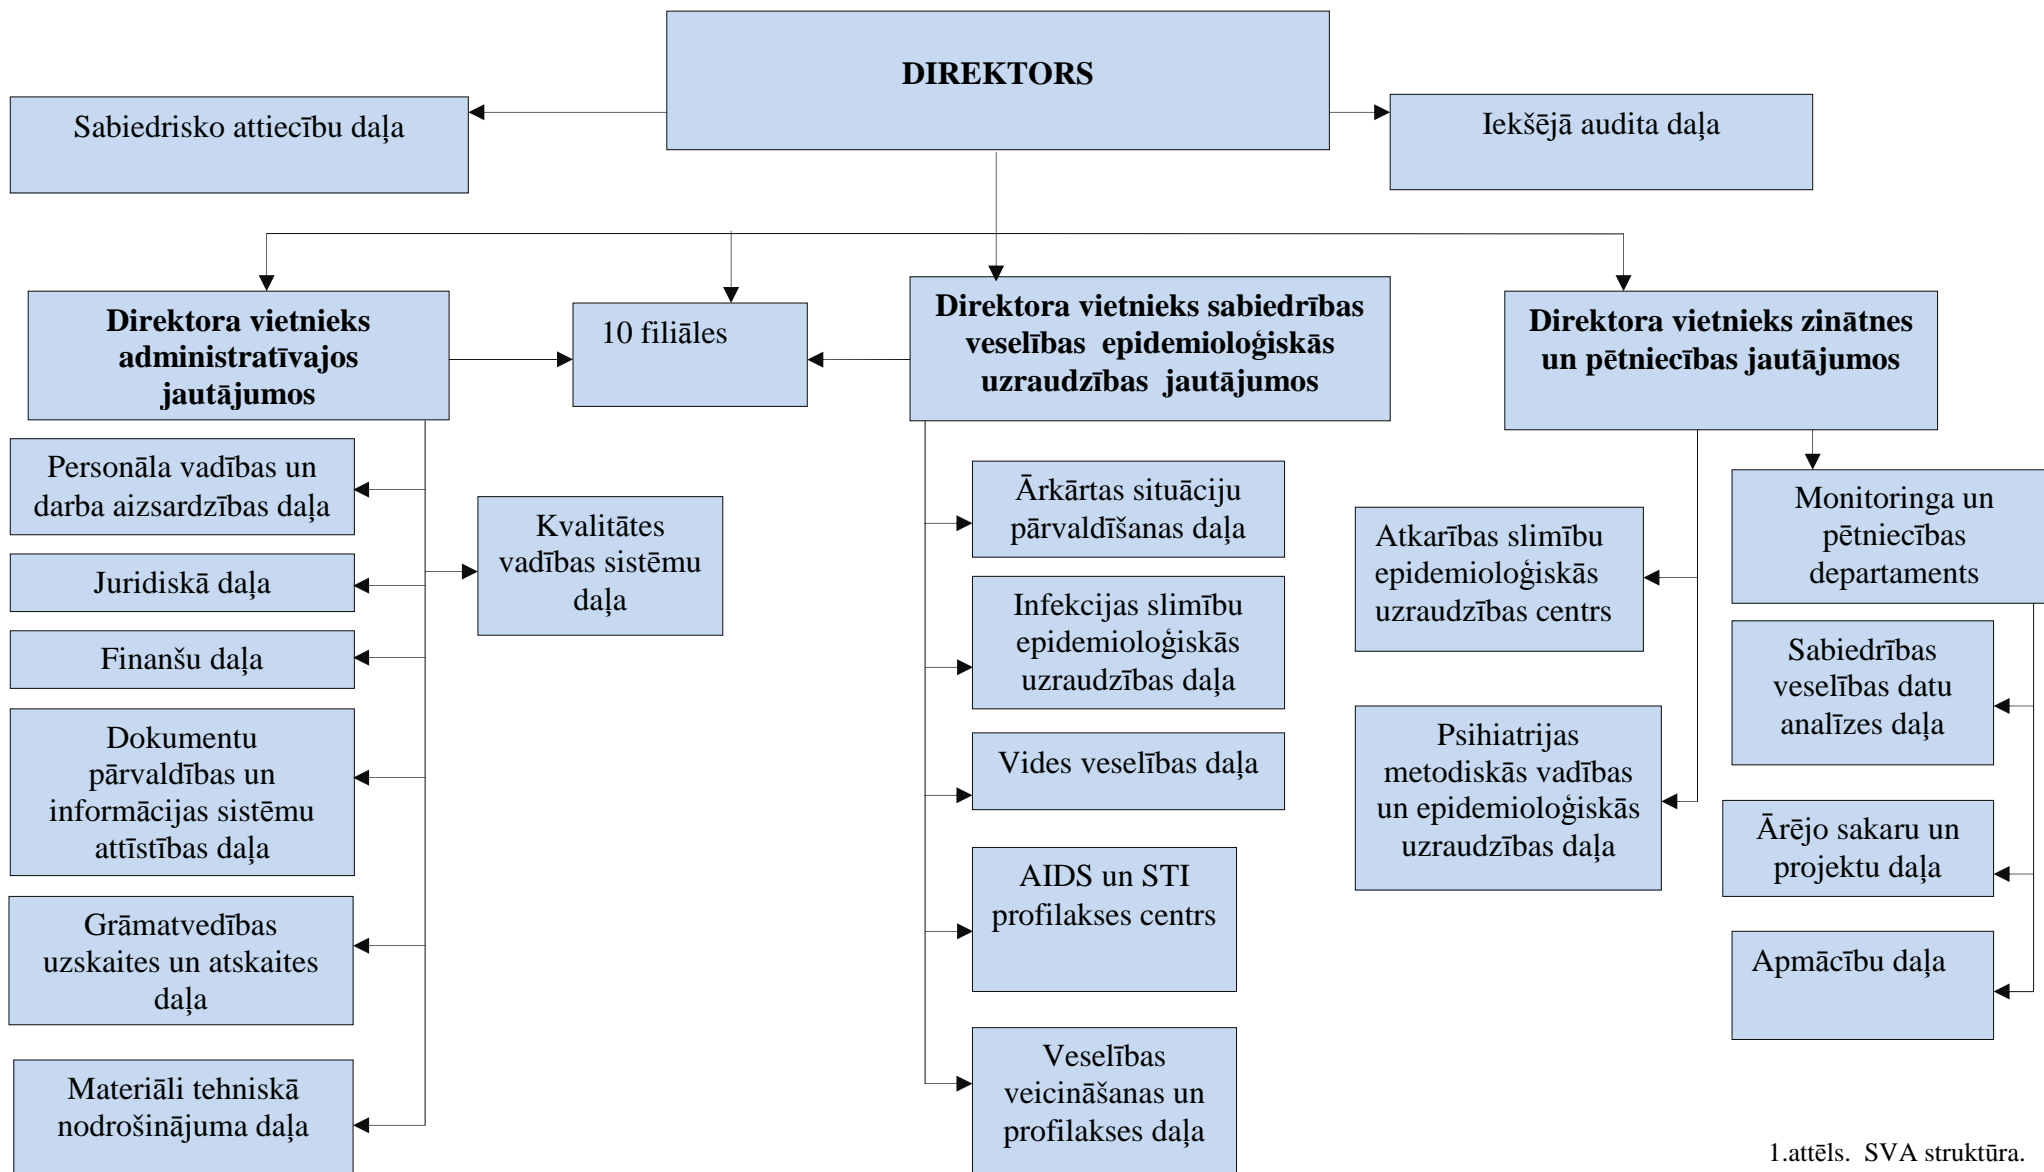 DIREKTORS
Sabiedrisko attiecību daļa
Iekšējā audita daļa
Direktora vietnieks
administratīvajos
jautājumos
10 filiāles
Direktora vietnieks sabiedrības
veselības epidemioloģiskās
uzraudzības jautājumos
Direktora vietnieks zinātnes
un pētniecības jautājumos
Personāla vadības un
darba aizsardzības daļa
Juridiskā daļa
Finanšu daļa
Dokumentu
pārvaldības un
informācijas sistēmu
attīstības daļa
Grāmatvedības
uzskaites un atskaites
daļa
Materiāli tehniskā
nodrošinājuma daļa
Kvalitātes
vadības sistēmu
daļa
Ārkārtas situāciju
pārvaldīšanas daļa
Infekcijas slimību
epidemioloģiskās
uzraudzības daļa
Vides veselības daļa
AIDS un STI
profilakses centrs
Veselības
veicināšanas un
profilakses daļa
Atkarības slimību
epidemioloģiskās
uzraudzības centrs
Psihiatrijas
metodiskās vadības
un epidemioloģiskās
uzraudzības daļa
Monitoringa un
pētniecības
departaments
Sabiedrības
veselības datu
analīzes daļa
Ārējo sakaru un
projektu daļa
Apmācību daļa
1.attēls. SVA struktūra.